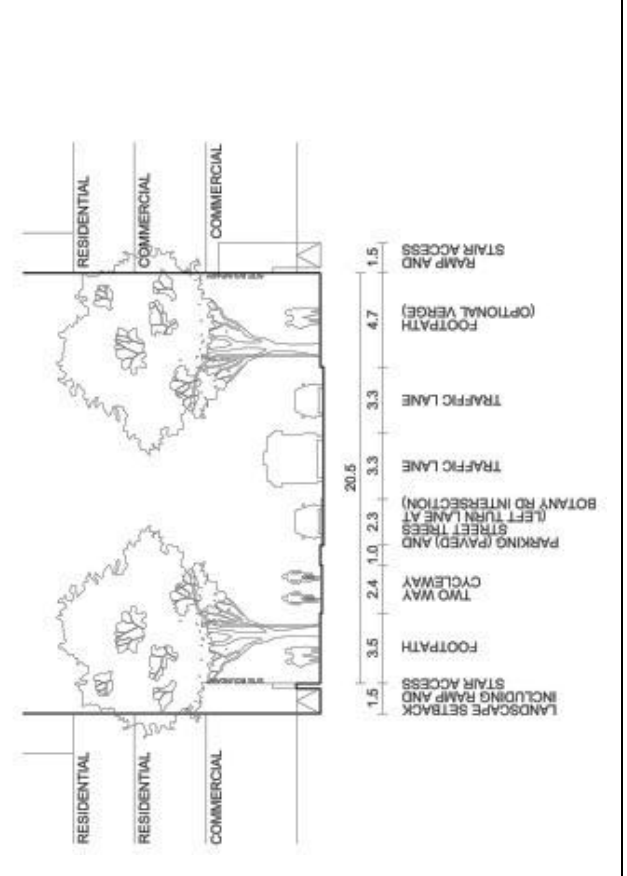 RESIDENTIAL
COMMERCIAL
COMMERCIAL
RESIDENTIAL
RESIDENTIAL
COMMERCIAL
20.5
1.5
LANDSCAPE SETBACK
INCLUDING RAMP AND
STAIR ACCESS
3.5
FOOTPATH
2.4
TWO WAY
CYCLEWAY
1.0
2.3
PARKING (PAVED) AND
STREET TREES
(LEFT TURN LANE AT
BOTANY RD INTERSECTION)
3.3
TRAFFIC LANE
3.3
TRAFFIC LANE
4.7
FOOTPATH
(OPTIONAL VERGE)
1.5
RAMP AND
STAIR ACCESS